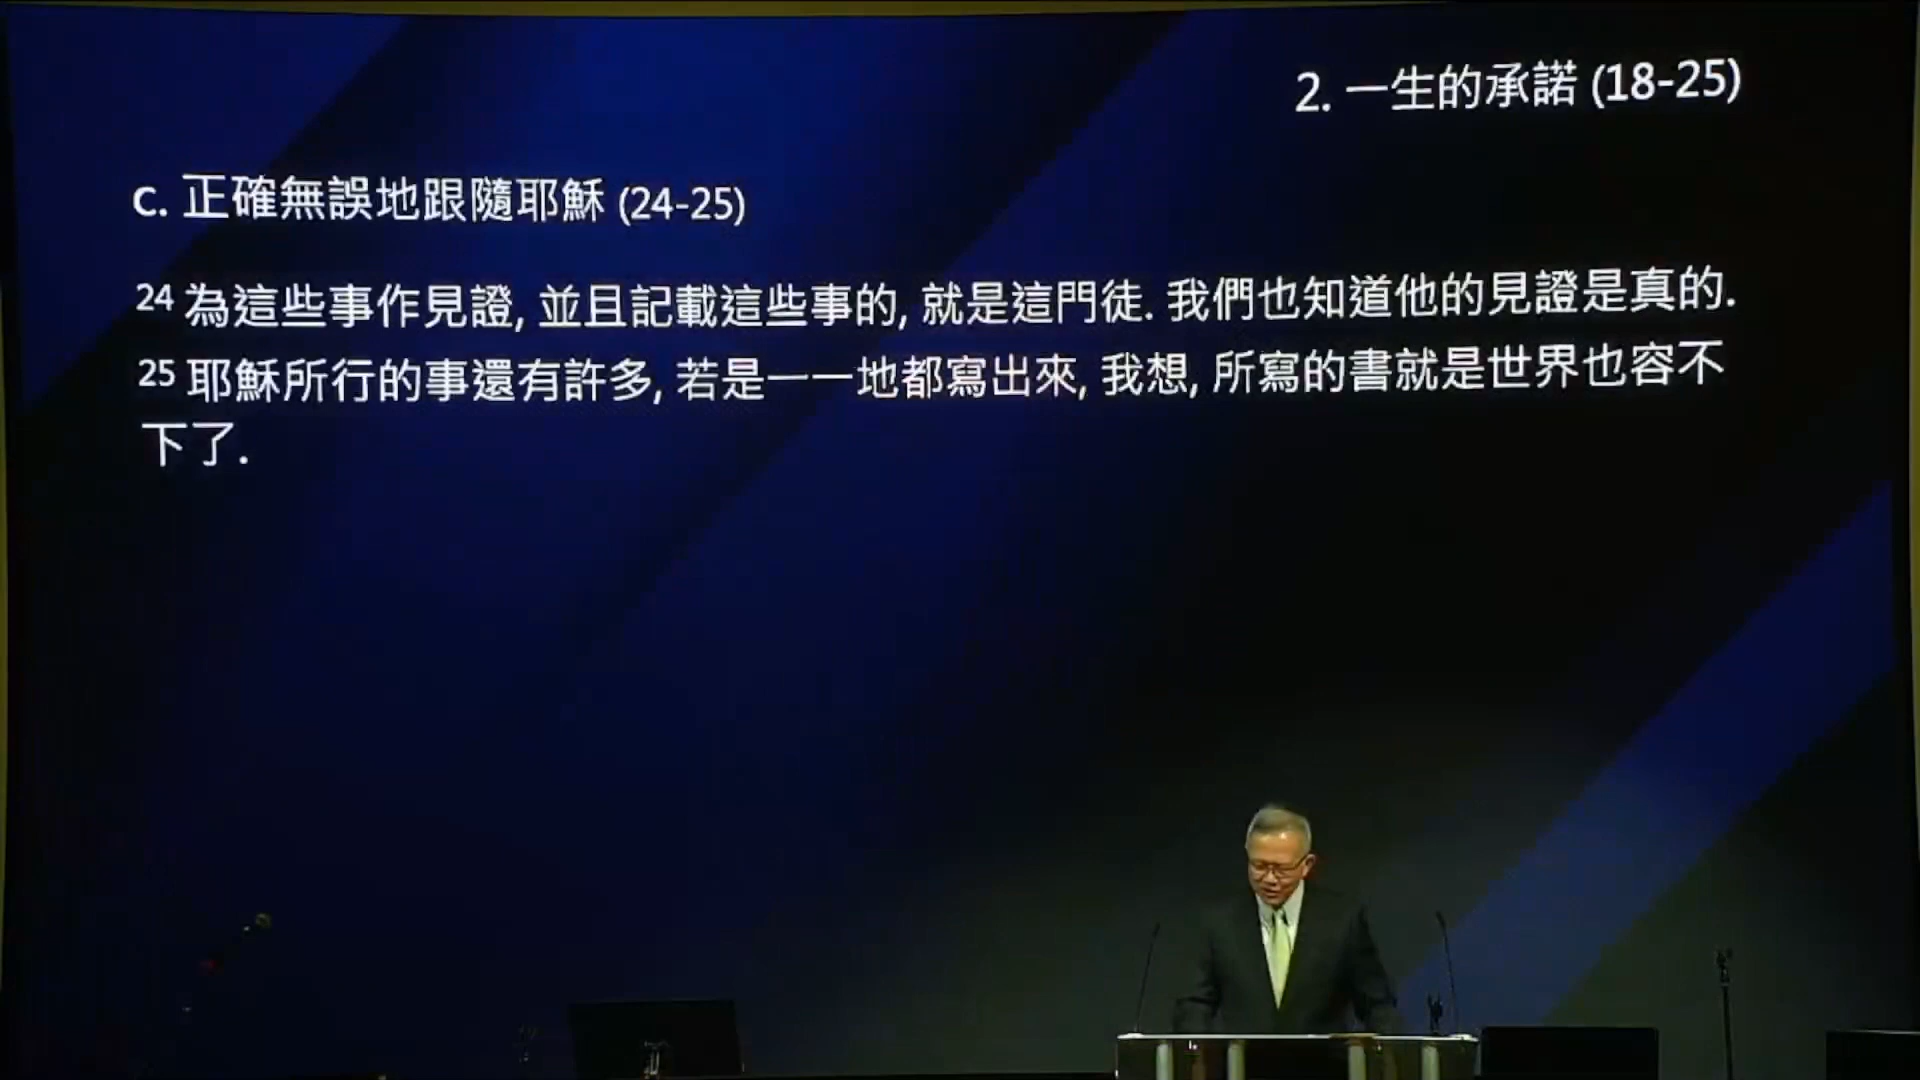 2. 一生的承諾 (18-25)
c. 正確無誤地跟隨耶穌 (24-25)
24 為這些事作見證, 並且記載這些事的, 就是這門徒. 我們也知道他的見證是真的.
25 耶穌所行的事還有許多, 若是一一地都寫出來, 我想, 所寫的書就是世界也容不
下了.